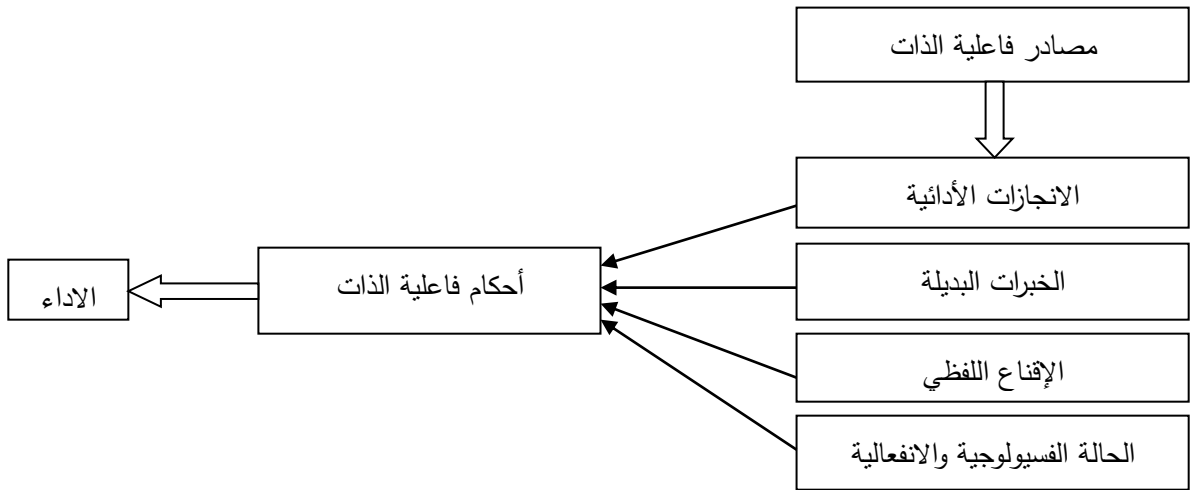 مصادر فاعلية الذات
الانجازات الأدائية
الخبرات البديلة
الإقناع اللفظي
الحالة الفسيولوجية والانفعالية
أحكام فاعلية الذات
الاداء